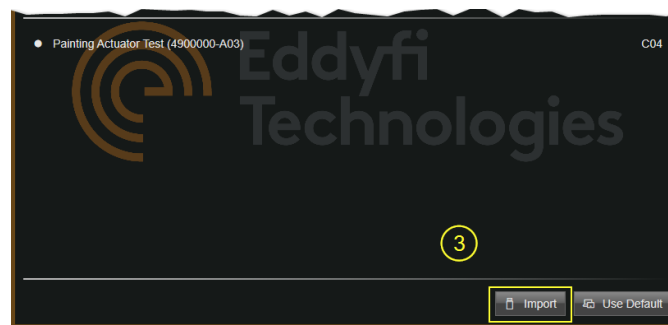 Painting Actuator Test (4900000-A03) C04
Eddyfi
Technologies
3
Import Use Default